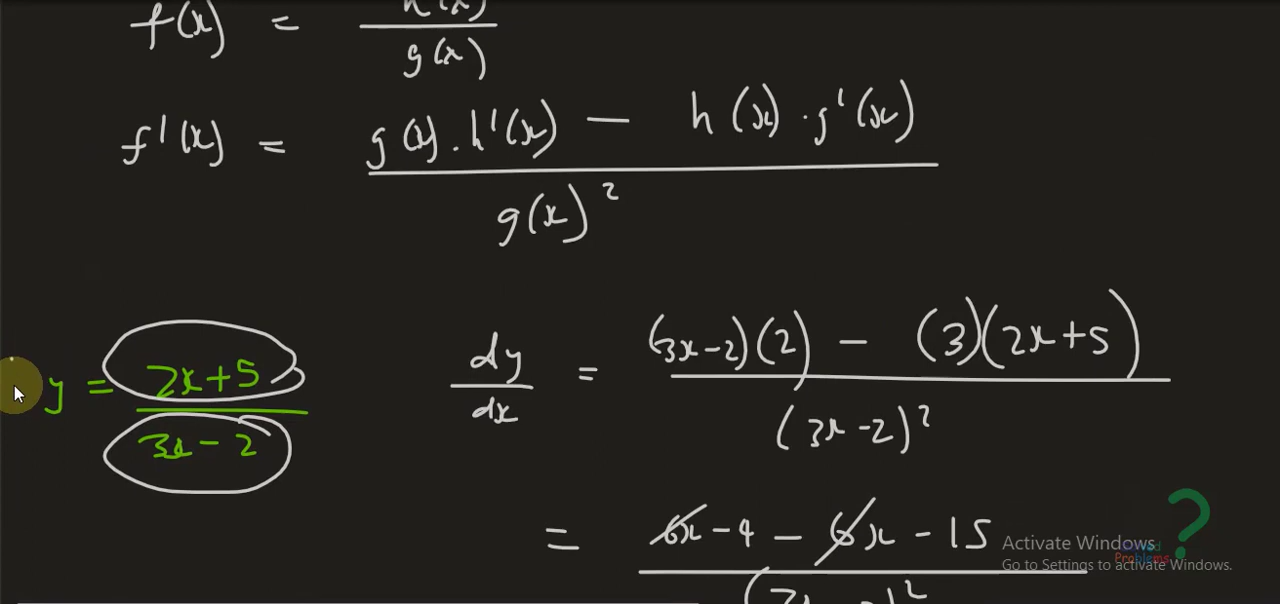 f(x) = h(x) / g(x)
f'(x) = g(x).h'(x) — h(x).g'(x) / g(x)²
y = 2x+5 / 3x-2
dy/dx = (3x-2)(2) - (3)(2x+5) / (3x-2)²
= 6x-4 - 6x - 15
Activate Windows
Problems
Go to Settings to activate Windows.
?